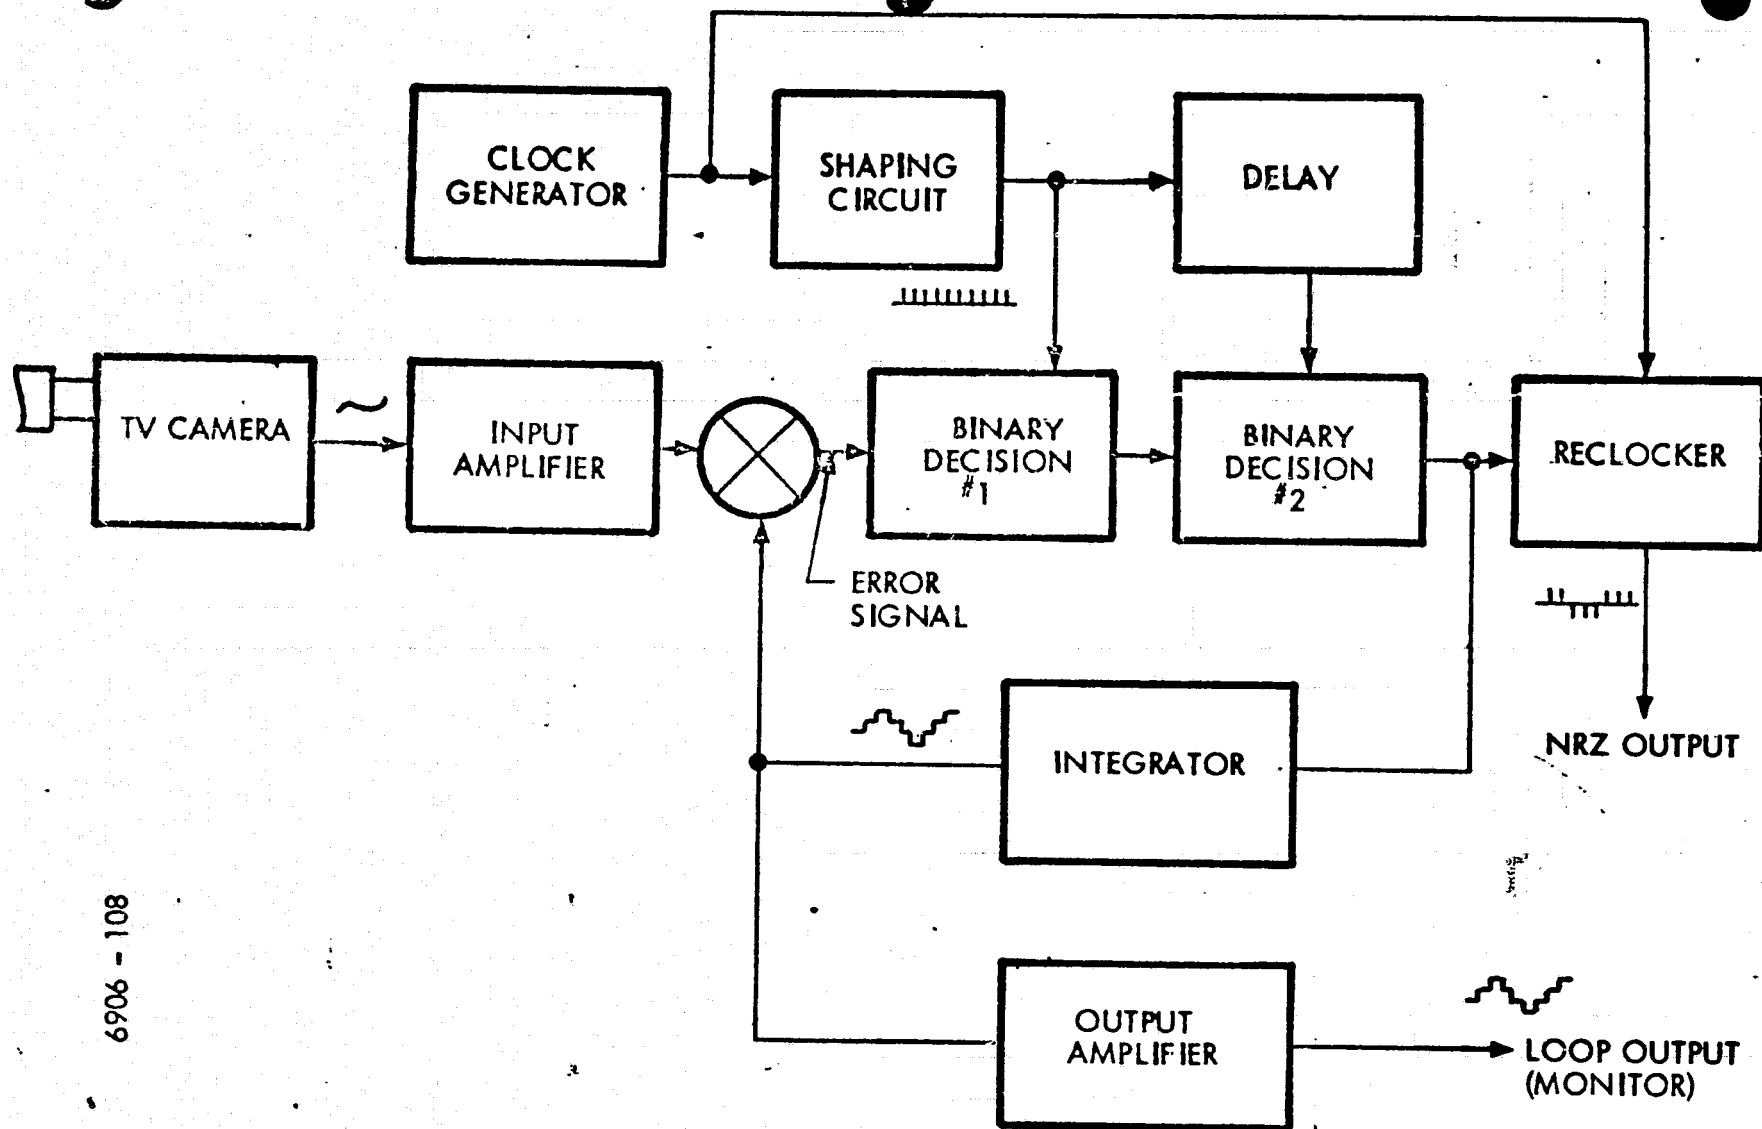 CLOCK
GENERATOR
SHAPING
CIRCUIT
DELAY
TV CAMERA
INPUT
AMPLIFIER
BINARY
DECISION
#1
BINARY
DECISION
#2
RECLOCKER
ERROR
SIGNAL
INTEGRATOR
NRZ OUTPUT
6906 - 108
OUTPUT
AMPLIFIER
LOOP OUTPUT
(MONITOR)